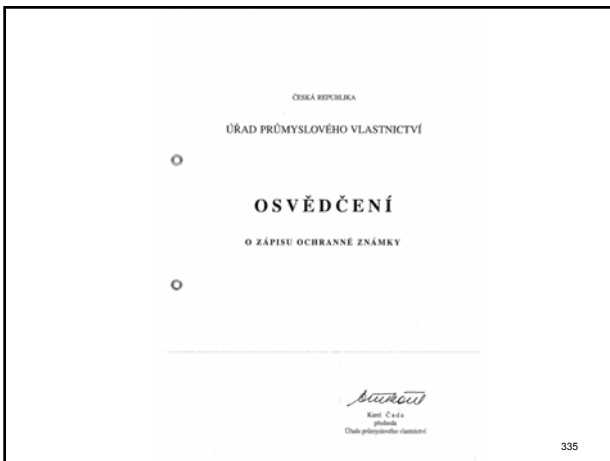 ČESKÁ REPUBLIKA
ÚŘAD PRŮMYSLOVÉHO VLASTNICTVÍ
OSVĚDČENÍ
O ZÁPISU OCHRANNÉ ZNÁMKY
Karel Čada
předseda
Úřadu průmyslového vlastnictví
335